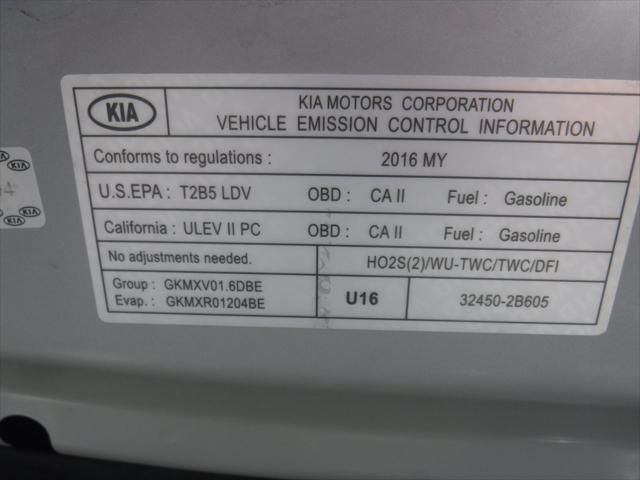 KIA
KIA MOTORS CORPORATION
VEHICLE EMISSION CONTROL INFORMATION
Conforms to regulations : 2016 MY
U.S.EPA : T2B5 LDV OBD : CA II Fuel : Gasoline
California : ULEV II PC OBD : CA II Fuel : Gasoline
No adjustments needed. HO2S(2)/WU-TWC/TWC/DFI
Group : GKMXV01.6DBE
Evap. : GKMXR01204BE
U16 32450-2B605
KIA
KIA